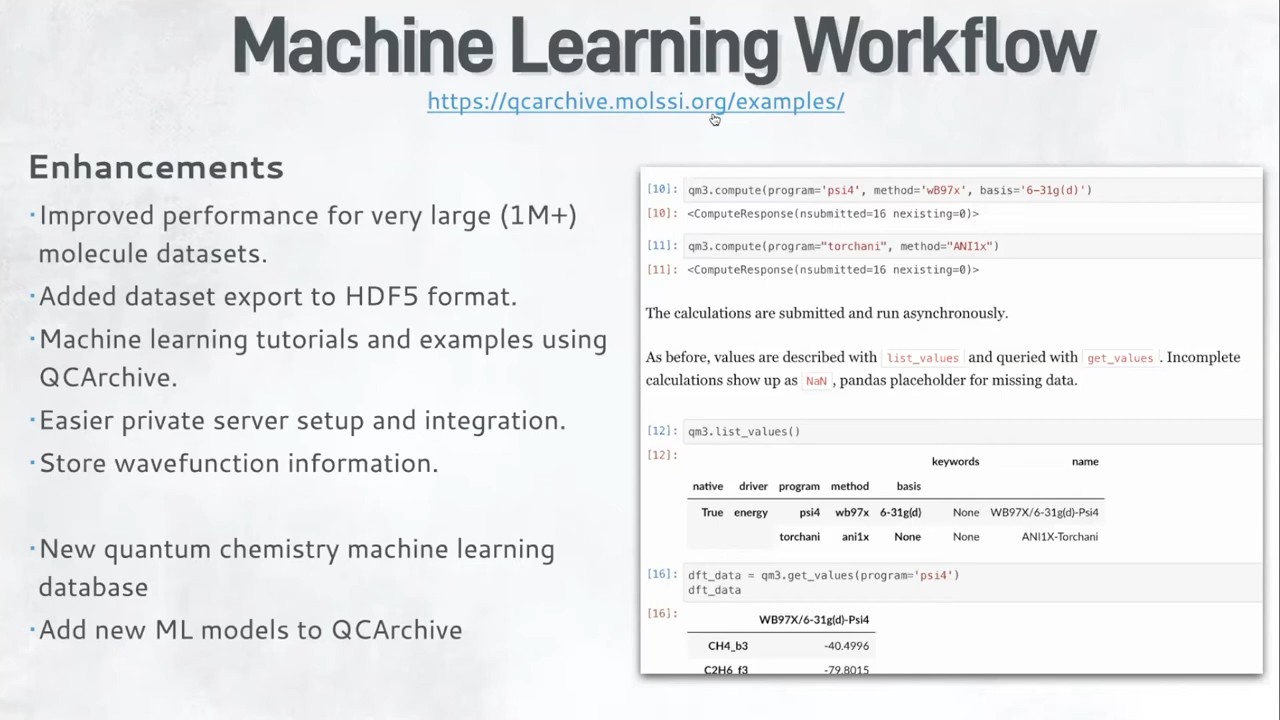 Machine Learning Workflow
https://qcarchive.molssi.org/examples/
Enhancements
·Improved performance for very large (1M+)
molecule datasets.
·Added dataset export to HDF5 format.
·Machine learning tutorials and examples using
QCArchive.
·Easier private server setup and integration.
·Store wavefunction information.
·New quantum chemistry machine learning
database
·Add new ML models to QCArchive
[10]: qm3.compute(program='psi4', method='wB97x', basis='6-31g(d)')
[10]: <ComputeResponse(nsubmitted=16 nexisting=0)>
[11]: qm3.compute(program="torchani", method="ANI1x")
[11]: <ComputeResponse(nsubmitted=16 nexisting=0)>
The calculations are submitted and run asynchronously.
As before, values are described with list_values and queried with get_values . Incomplete
calculations show up as NaN , pandas placeholder for missing data.
[12]: qm3.list_values()
[12]:
keywords name
native driver program method basis
True energy psi4 wb97x 6-31g(d) None WB97X/6-31g(d)-Psi4
torchani ani1x None None ANI1X-Torchani
[16]: dft_data = qm3.get_values(program='psi4')
dft_data
[16]:
WB97X/6-31g(d)-Psi4
CH4_b3 -40.4996
C2H6_f3 -79.8015